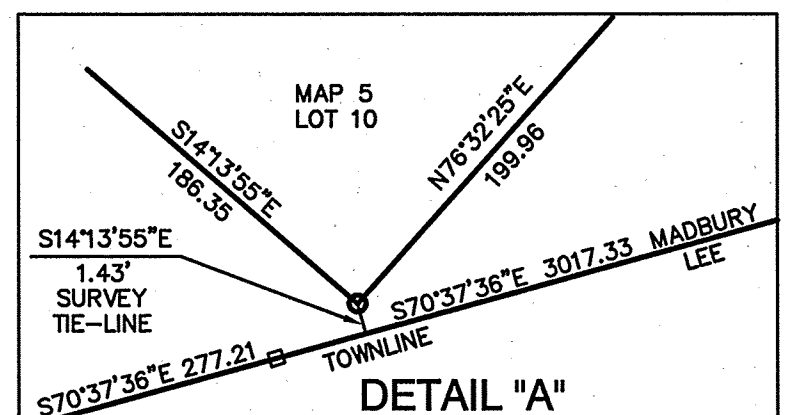 MAP 5
LOT 10
S14°13'55"E
186.35
N76°32'25"E
199.96
S14°13'55"E
1.43'
SURVEY
TIE-LINE
S70°37'36"E 3017.33 MADBURY
LEE
S70°37'36"E 277.21
TOWNLINE
DETAIL "A"